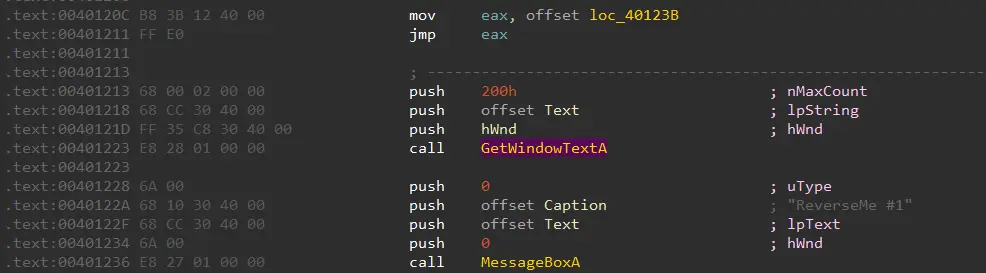 .text:0040120C B8 3B 12 40 00 mov eax, offset loc_40123B
.text:00401211 FF E0 jmp eax
.text:00401211
.text:00401213 ; ---------------------------------------------------------------
.text:00401213 68 00 02 00 00 push 200h ; nMaxCount
.text:00401218 68 CC 30 40 00 push offset Text ; lpString
.text:0040121D FF 35 C8 30 40 00 push hWnd ; hWnd
.text:00401223 E8 28 01 00 00 call GetWindowTextA
.text:00401223
.text:00401228 6A 00 push 0 ; uType
.text:0040122A 68 10 30 40 00 push offset Caption ; "ReverseMe #1"
.text:0040122F 68 CC 30 40 00 push offset Text ; lpText
.text:00401234 6A 00 push 0 ; hWnd
.text:00401236 E8 27 01 00 00 call MessageBoxA